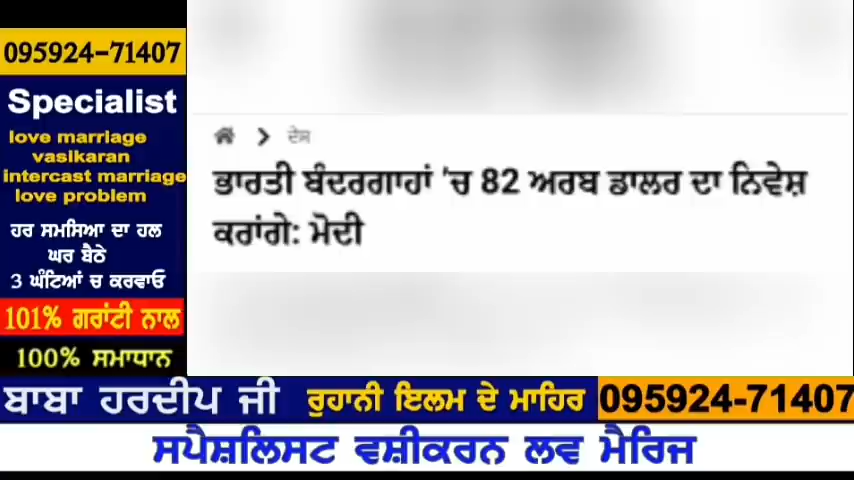 095924-71407
Specialist
love marriage
vasikaran
intercast marriage
love problem
ਹਰ ਸਮਸਿਆ ਦਾ ਹਲ
ਘਰ ਬੈਠੇ
3 ਘੰਟਿਆਂ ਚ ਕਰਵਾਓ
101% ਗਰਾਂਟੀ ਨਾਲ
100% ਸਮਾਧਾਨ
ਦੇਸ਼
ਭਾਰਤੀ ਬੰਦਰਗਾਹਾਂ 'ਚ 82 ਅਰਬ ਡਾਲਰ ਦਾ ਨਿਵੇਸ਼
ਕਰਾਂਗੇ: ਮੋਦੀ
ਬਾਬਾ ਹਰਦੀਪ ਜੀ ਰੁਹਾਨੀ ਇਲਮ ਦੇ ਮਾਹਿਰ 095924-71407
ਸਪੈਸ਼ਲਿਸਟ ਵਸ਼ੀਕਰਨ ਲਵ ਮੈਰਿਜ